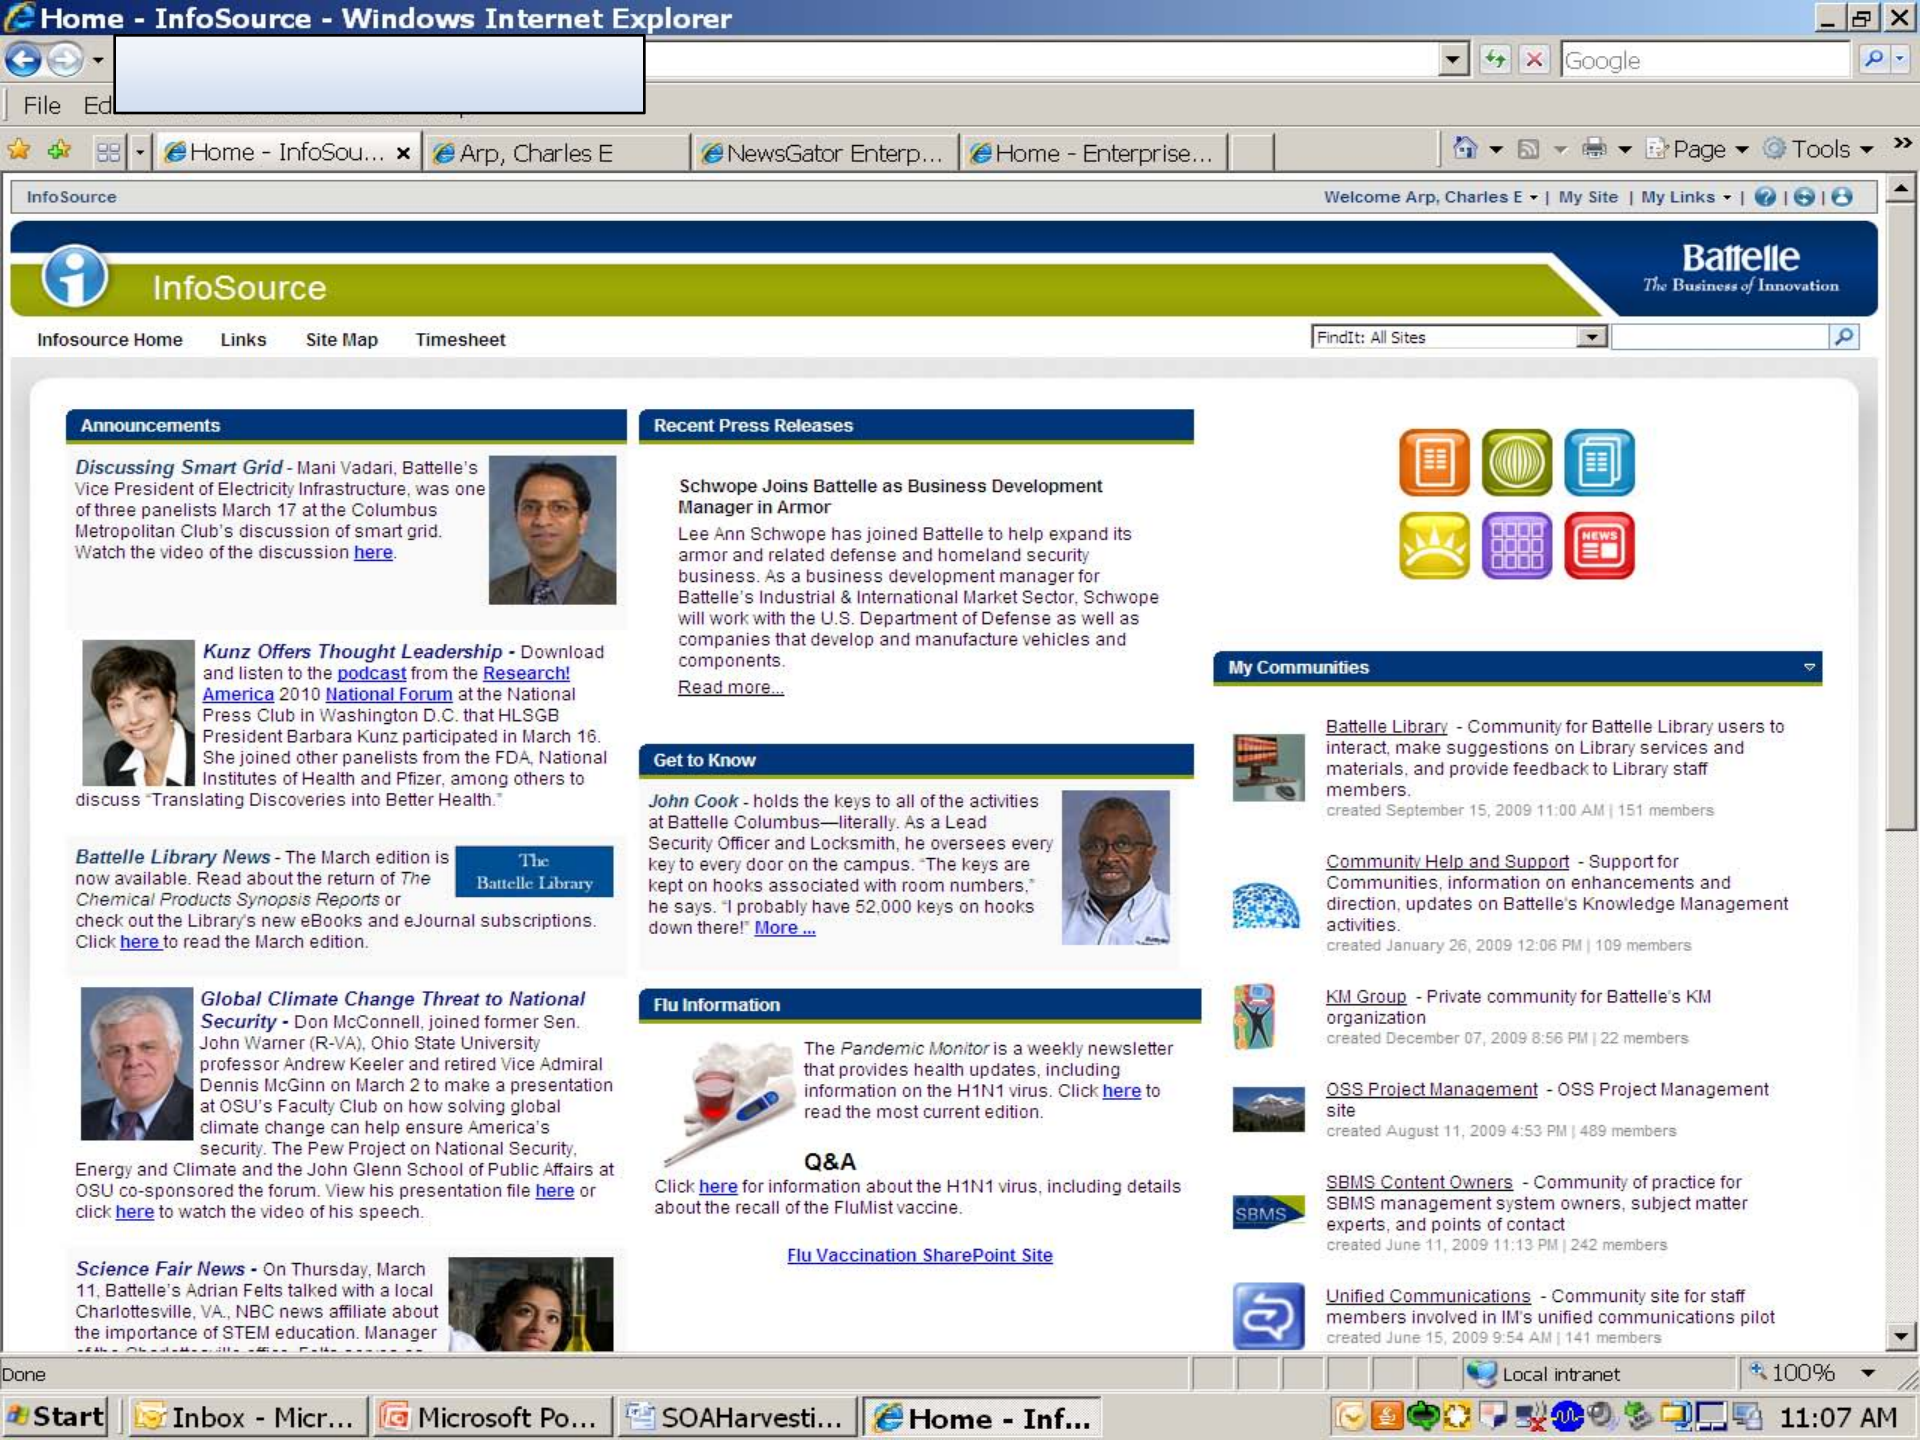 Home - InfoSource - Windows Internet Explorer
Google
File Ed
Home - InfoSou...
Arp, Charles E
NewsGator Enterp...
Home - Enterprise...
Page
Tools
InfoSource
Welcome Arp, Charles E | My Site | My Links
Battelle
The Business of Innovation
InfoSource
Infosource Home
Links
Site Map
Timesheet
FindIt: All Sites
Announcements
Discussing Smart Grid - Mani Vadari, Battelle's
Vice President of Electricity Infrastructure, was one
of three panelists March 17 at the Columbus
Metropolitan Club's discussion of smart grid.
Watch the video of the discussion here.
Kunz Offers Thought Leadership - Download
and listen to the podcast from the Research!
America 2010 National Forum at the National
Press Club in Washington D.C. that HLSGB
President Barbara Kunz participated in March 16.
She joined other panelists from the FDA, National
Institutes of Health and Pfizer, among others to
discuss "Translating Discoveries into Better Health."
Battelle Library News - The March edition is
now available. Read about the return of The
Chemical Products Synopsis Reports or
check out the Library's new eBooks and eJournal subscriptions.
Click here to read the March edition.
The
Battelle Library
Global Climate Change Threat to National
Security - Don McConnell, joined former Sen.
John Warner (R-VA), Ohio State University
professor Andrew Keeler and retired Vice Admiral
Dennis McGinn on March 2 to make a presentation
at OSU's Faculty Club on how solving global
climate change can help ensure America's
security. The Pew Project on National Security,
Energy and Climate and the John Glenn School of Public Affairs at
OSU co-sponsored the forum. View his presentation file here or
click here to watch the video of his speech.
Science Fair News - On Thursday, March
11, Battelle's Adrian Felts talked with a local
Charlottesville, VA., NBC news affiliate about
the importance of STEM education. Manager
Recent Press Releases
Schwope Joins Battelle as Business Development
Manager in Armor
Lee Ann Schwope has joined Battelle to help expand its
armor and related defense and homeland security
business. As a business development manager for
Battelle's Industrial & International Market Sector, Schwope
will work with the U.S. Department of Defense as well as
companies that develop and manufacture vehicles and
components.
Read more...
Get to Know
John Cook - holds the keys to all of the activities
at Battelle Columbus—literally. As a Lead
Security Officer and Locksmith, he oversees every
key to every door on the campus. "The keys are
kept on hooks associated with room numbers,"
he says. "I probably have 52,000 keys on hooks
down there!" More ...
Flu Information
The Pandemic Monitor is a weekly newsletter
that provides health updates, including
information on the H1N1 virus. Click here to
read the most current edition.
Q&A
Click here for information about the H1N1 virus, including details
about the recall of the FluMist vaccine.
Flu Vaccination SharePoint Site
NEWS
My Communities
Battelle Library - Community for Battelle Library users to
interact, make suggestions on Library services and
materials, and provide feedback to Library staff
members.
created September 15, 2009 11:00 AM | 151 members
Community Help and Support - Support for
Communities, information on enhancements and
direction, updates on Battelle's Knowledge Management
activities.
created January 26, 2009 12:06 PM | 109 members
KM Group - Private community for Battelle's KM
organization
created December 07, 2009 8:56 PM | 22 members
OSS Project Management - OSS Project Management
site
created August 11, 2009 4:53 PM | 489 members
SBMS
SBMS Content Owners - Community of practice for
SBMS management system owners, subject matter
experts, and points of contact
created June 11, 2009 11:13 PM | 242 members
Unified Communications - Community site for staff
members involved in IM's unified communications pilot
created June 15, 2009 9:54 AM | 141 members
Done
Local intranet
100%
Start
Inbox - Micr...
Microsoft Po...
SOAHarvesti...
Home - Inf...
11:07 AM